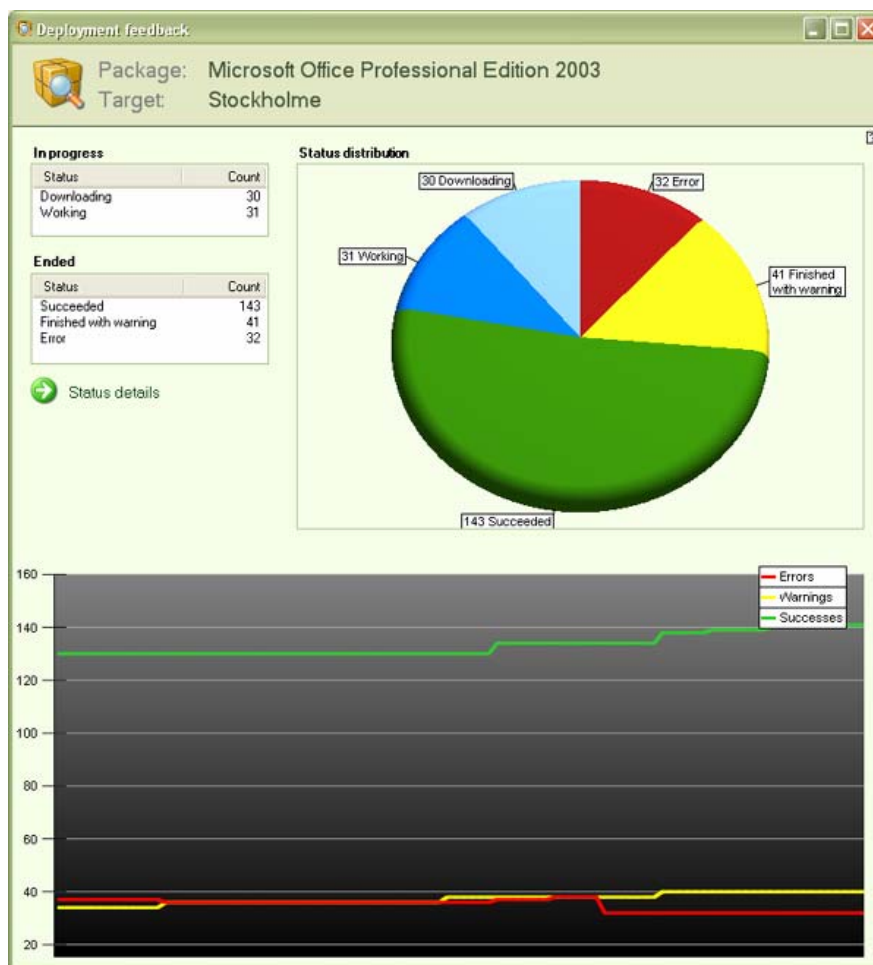 Deployment feedback
Package: Microsoft Office Professional Edition 2003
Target: Stockholme
In progress
Status Count
Downloading 30
Working 31
Ended
Status Count
Succeeded 143
Finished with warning 41
Error 32
Status details
Status distribution
30 Downloading
32 Error
31 Working
41 Finished
with warning
143 Succeeded
160
140
120
100
80
60
40
20
Errors
Warnings
Successes